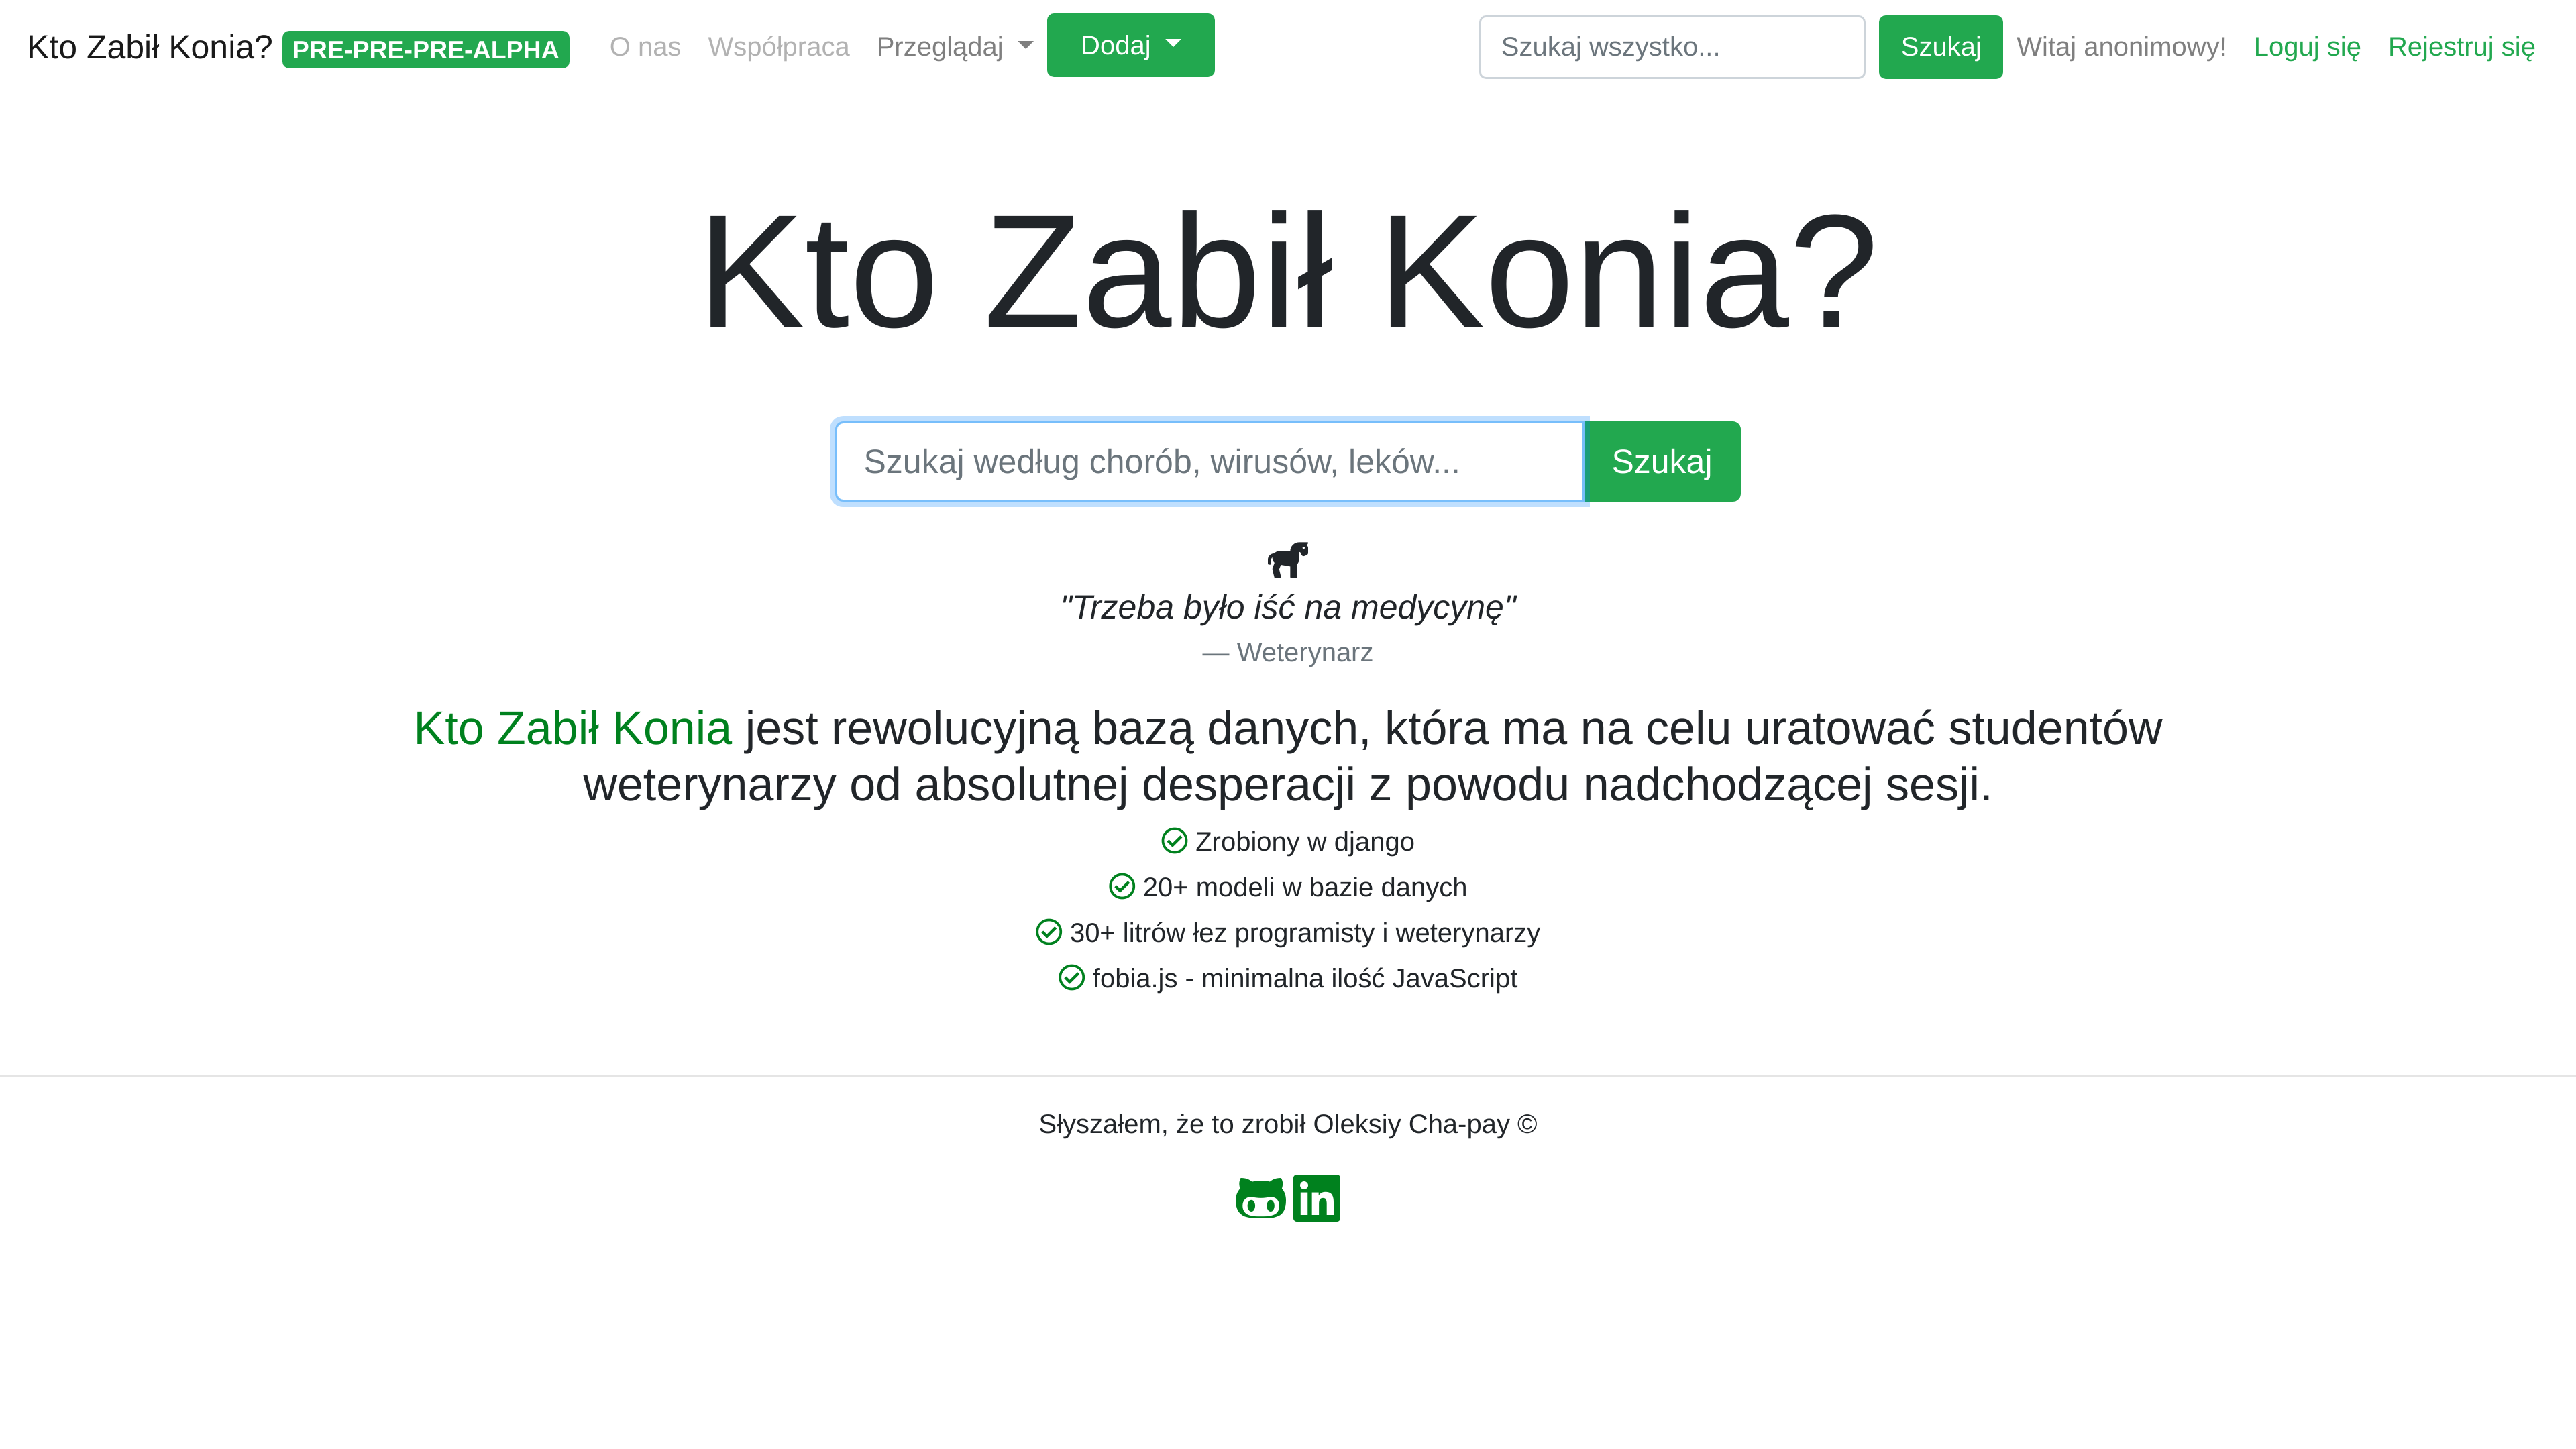 Kto Zabił Konia? PRE-PRE-PRE-ALPHA O nas Współpraca Przeglądaj Dodaj Szukaj wszystko... Szukaj Witaj anonimowy! Loguj się Rejestruj się
Kto Zabił Konia?
Szukaj według chorób, wirusów, leków... Szukaj
"Trzeba było iść na medycynę"
— Weterynarz
Kto Zabił Konia jest rewolucyjną bazą danych, która ma na celu uratować studentów
weterynarzy od absolutnej desperacji z powodu nadchodzącej sesji.
Zrobiony w django
20+ modeli w bazie danych
30+ litrów łez programisty i weterynarzy
fobia.js - minimalna ilość JavaScript
Słyszałem, że to zrobił Oleksiy Cha-pay ©
in